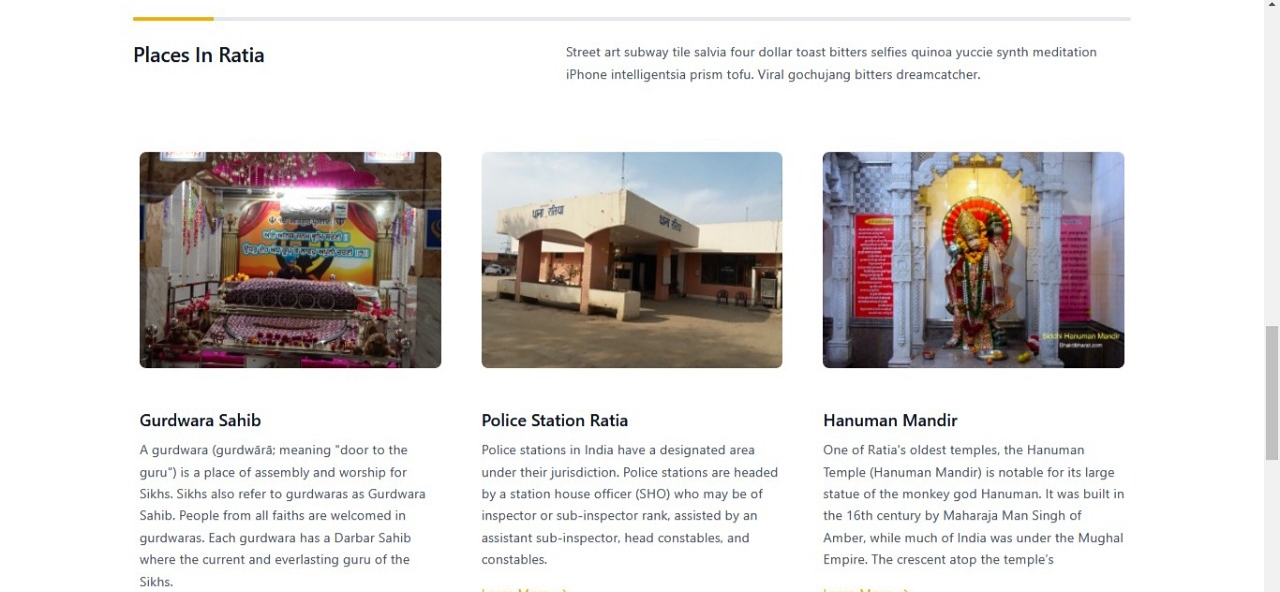 Places In Ratia
Street art subway tile salvia four dollar toast bitters selfies quinoa yuccie synth meditation
iPhone intelligentsia prism tofu. Viral gochujang bitters dreamcatcher.
थाना रतिया
थाना रतिया
Siddhi Hanuman Mandir
BhaktiBharat.com
Gurdwara Sahib
A gurdwara (gurdwārā; meaning "door to the
guru") is a place of assembly and worship for
Sikhs. Sikhs also refer to gurdwaras as Gurdwara
Sahib. People from all faiths are welcomed in
gurdwaras. Each gurdwara has a Darbar Sahib
where the current and everlasting guru of the
Sikhs.
Police Station Ratia
Police stations in India have a designated area
under their jurisdiction. Police stations are headed
by a station house officer (SHO) who may be of
inspector or sub-inspector rank, assisted by an
assistant sub-inspector, head constables, and
constables.
Hanuman Mandir
One of Ratia's oldest temples, the Hanuman
Temple (Hanuman Mandir) is notable for its large
statue of the monkey god Hanuman. It was built in
the 16th century by Maharaja Man Singh of
Amber, while much of India was under the Mughal
Empire. The crescent atop the temple's